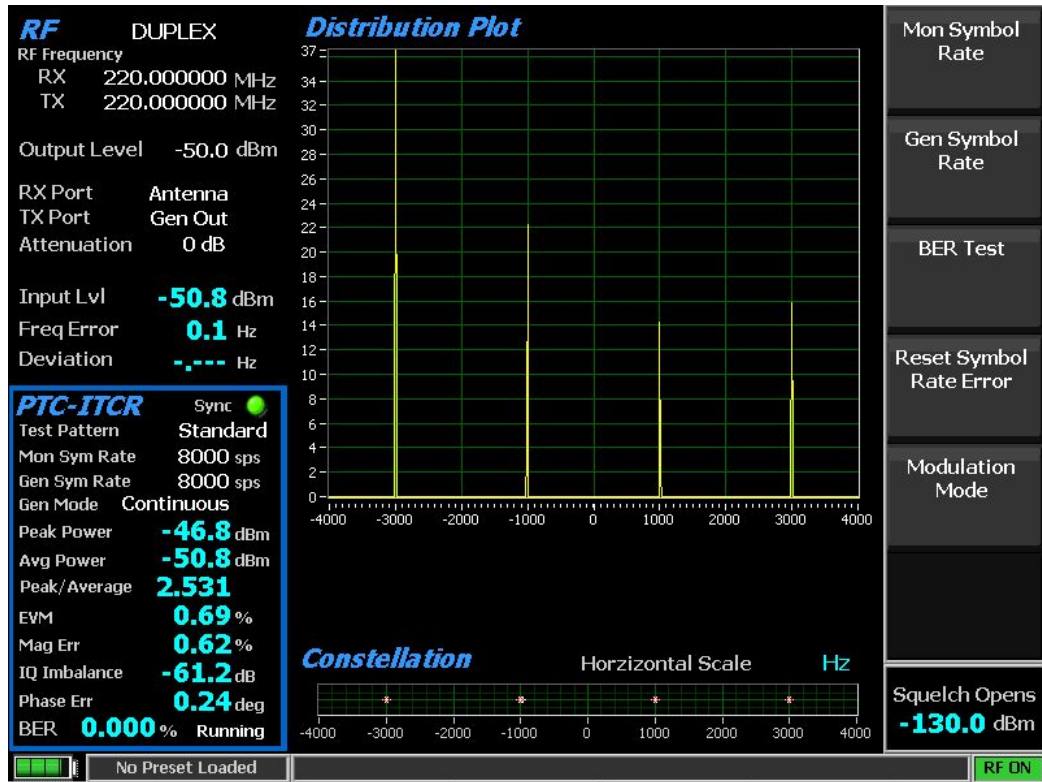 RF DUPLEX
RF Frequency
RX 220.000000 MHz
TX 220.000000 MHz
Output Level -50.0 dBm
RX Port Antenna
TX Port Gen Out
Attenuation 0 dB
Input Lvl -50.8 dBm
Freq Error 0.1 Hz
Deviation -.--- Hz
PTC-ITCR Sync
Test Pattern Standard
Mon Sym Rate 8000 sps
Gen Sym Rate 8000 sps
Gen Mode Continuous
Peak Power -46.8 dBm
Avg Power -50.8 dBm
Peak/Average 2.531
EVM 0.69 %
Mag Err 0.62 %
IQ Imbalance -61.2 dB
Phase Err 0.24 deg
BER 0.000 % Running
Distribution Plot
37
34
32
30
28
26
24
22
20
18
16
14
12
10
8
6
4
2
0
-4000 -3000 -2000 -1000 0 1000 2000 3000 4000
Constellation Horzizontal Scale Hz
-4000 -3000 -2000 -1000 0 1000 2000 3000 4000
Mon Symbol
Rate
Gen Symbol
Rate
BER Test
Reset Symbol
Rate Error
Modulation
Mode
Squelch Opens
-130.0 dBm
No Preset Loaded
RF ON